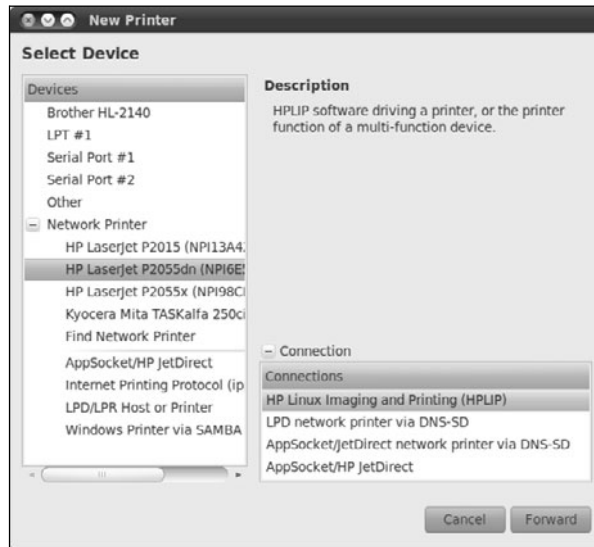 New Printer
Select Device
Devices
Brother HL-2140
LPT #1
Serial Port #1
Serial Port #2
Other
Network Printer
HP LaserJet P2015 (NPI13A4
HP LaserJet P2055dn (NPI6E
HP LaserJet P2055x (NPI98C
Kyocera Mita TASKalfa 250ci
Find Network Printer
AppSocket/HP JetDirect
Internet Printing Protocol (ip
LPD/LPR Host or Printer
Windows Printer via SAMBA
Description
HPLIP software driving a printer, or the printer
function of a multi-function device.
Connection
Connections
HP Linux Imaging and Printing (HPLIP)
LPD network printer via DNS-SD
AppSocket/JetDirect network printer via DNS-SD
AppSocket/HP JetDirect
Cancel
Forward